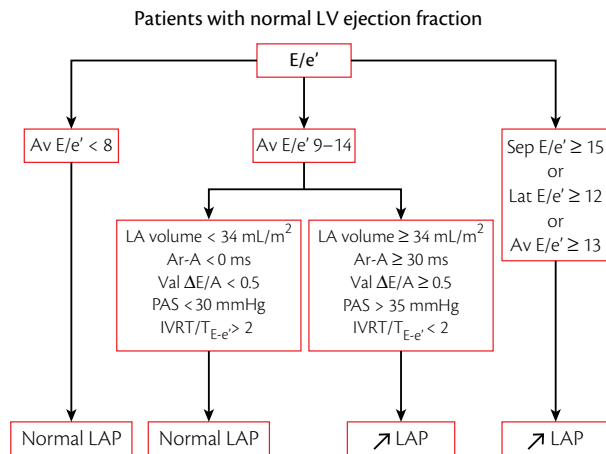 Patients with normal LV ejection fraction
E/e'
Av E/e' < 8
Av E/e' 9–14
Sep E/e' ≥ 15
or
Lat E/e' ≥ 12
or
Av E/e' ≥ 13
LA volume < 34 mL/m²
Ar-A < 0 ms
Val ΔE/A < 0.5
PAS < 30 mmHg
IVRT/T_E-e' > 2
LA volume ≥ 34 mL/m²
Ar-A ≥ 30 ms
Val ΔE/A ≥ 0.5
PAS > 35 mmHg
IVRT/T_E-e' < 2
Normal LAP
Normal LAP
↗ LAP
↗ LAP